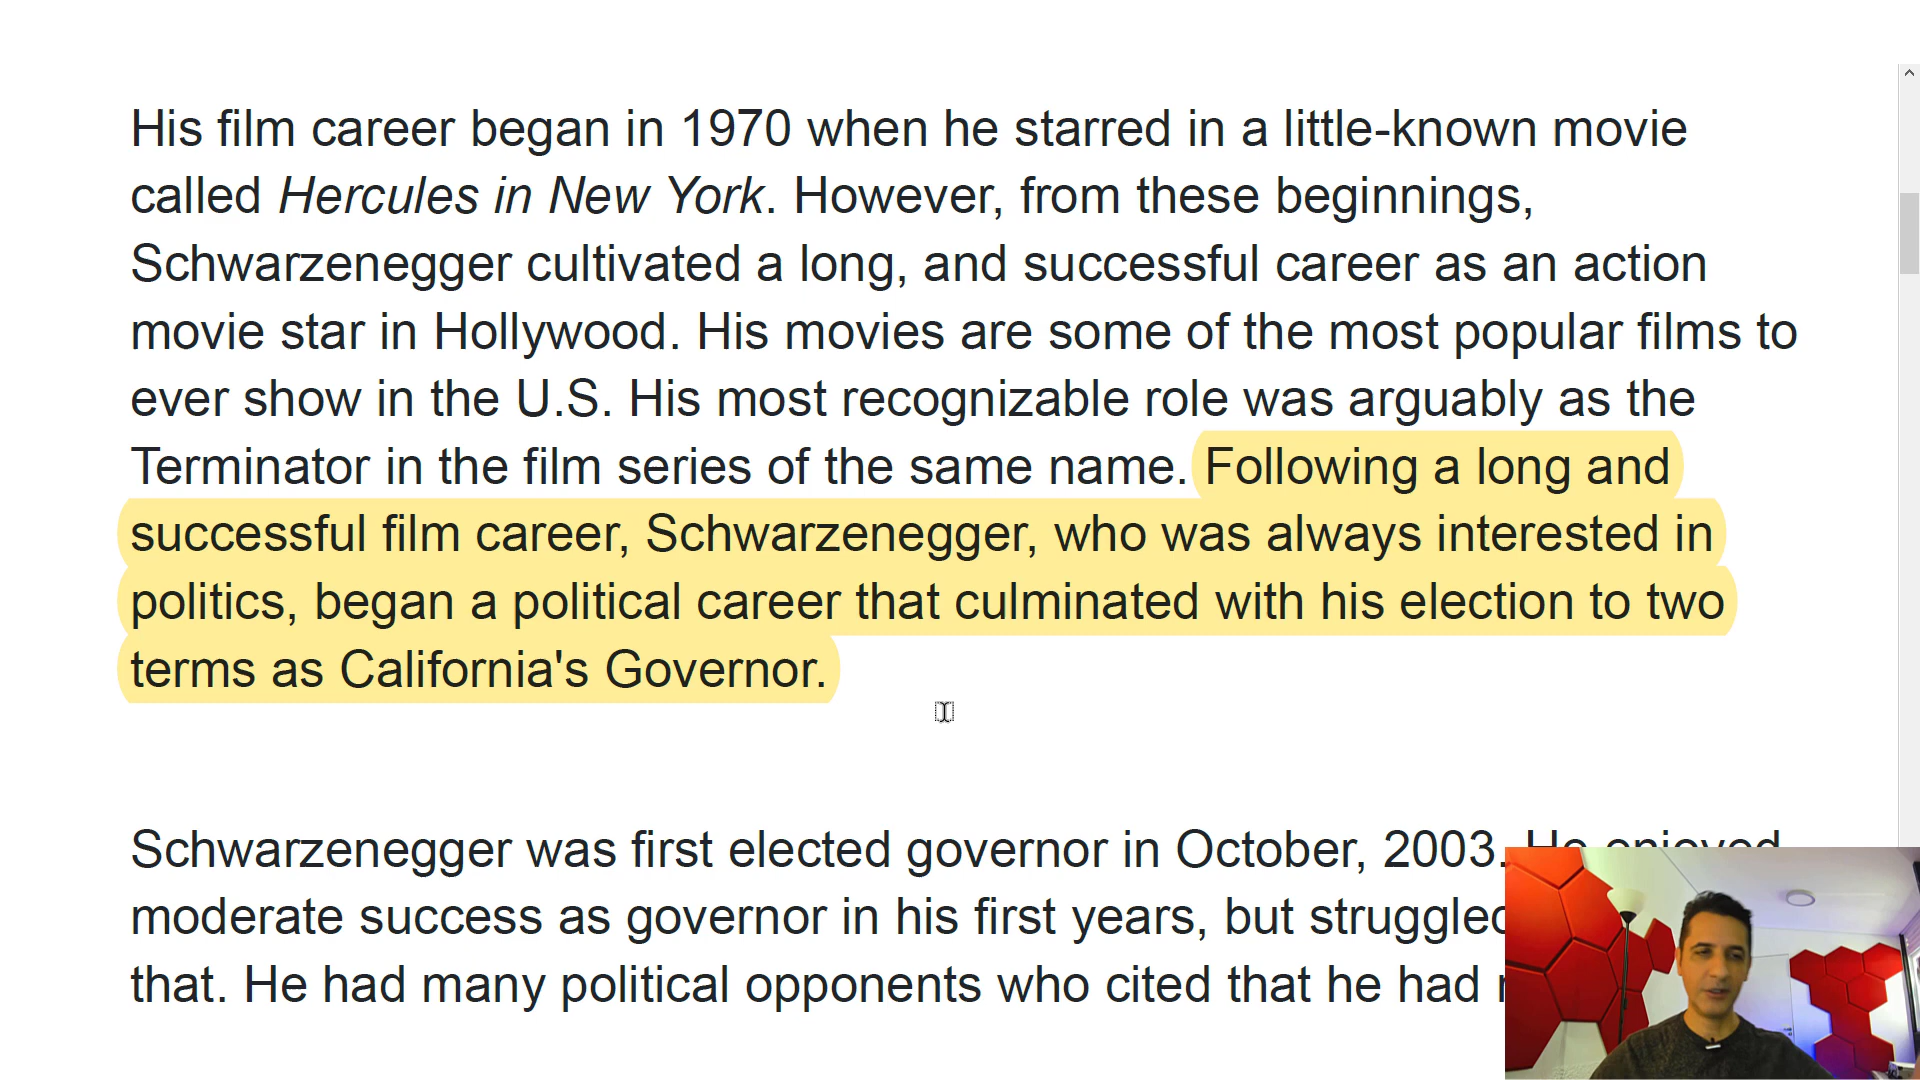 His film career began in 1970 when he starred in a little-known movie
called Hercules in New York. However, from these beginnings,
Schwarzenegger cultivated a long, and successful career as an action
movie star in Hollywood. His movies are some of the most popular films to
ever show in the U.S. His most recognizable role was arguably as the
Terminator in the film series of the same name. Following a long and
successful film career, Schwarzenegger, who was always interested in
politics, began a political career that culminated with his election to two
terms as California's Governor.
Schwarzenegger was first elected governor in October, 2003. He enjoyed
moderate success as governor in his first years, but struggled
that. He had many political opponents who cited that he had